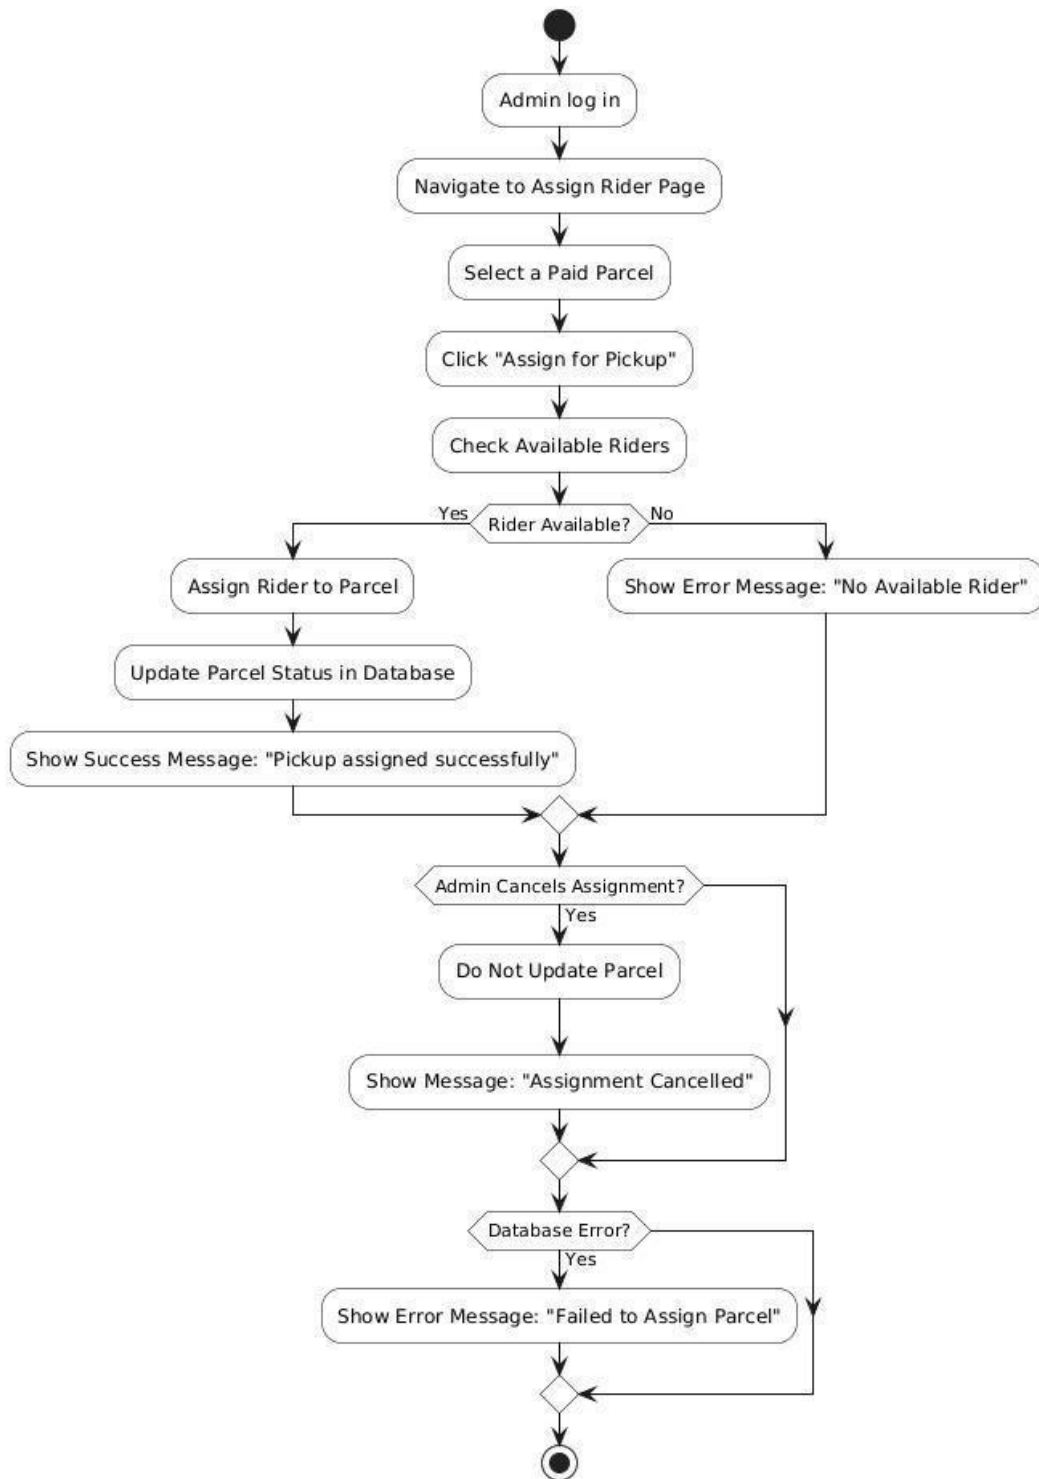 Admin log in
Navigate to Assign Rider Page
Select a Paid Parcel
Click "Assign for Pickup"
Check Available Riders
Yes
Rider Available?
No
Assign Rider to Parcel
Show Error Message: "No Available Rider"
Update Parcel Status in Database
Show Success Message: "Pickup assigned successfully"
Admin Cancels Assignment?
Yes
Do Not Update Parcel
Show Message: "Assignment Cancelled"
Database Error?
Yes
Show Error Message: "Failed to Assign Parcel"